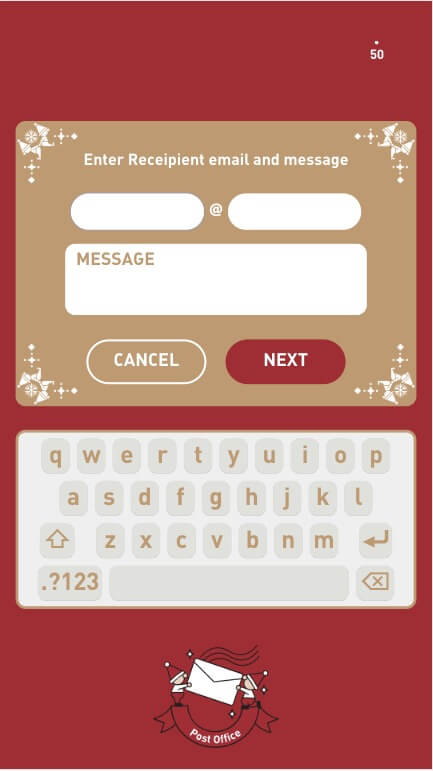 50
Enter Receipient email and message
@
MESSAGE
CANCEL NEXT
q w e r t y u i o p
a s d f g h j k l
z x c v b n m
.?123
Post Office